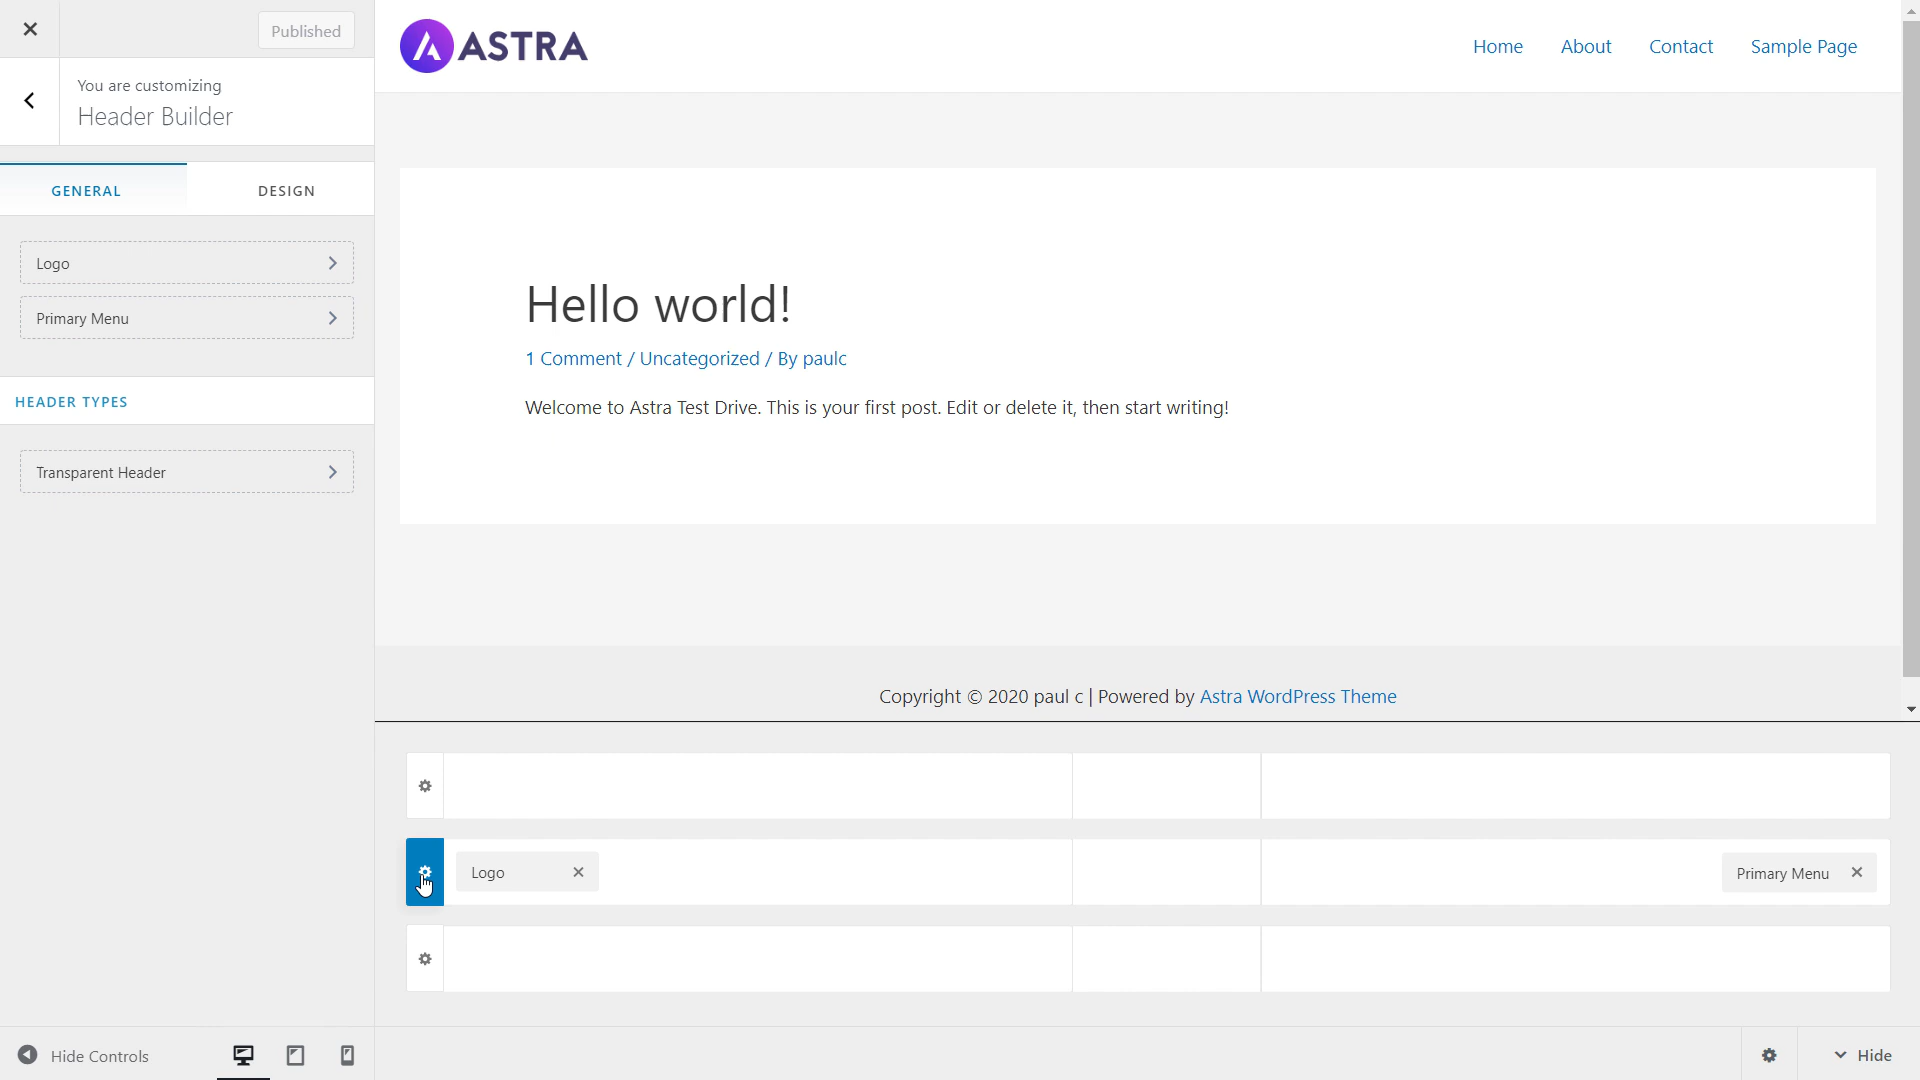 Published
You are customizing
Header Builder
GENERAL
DESIGN
Logo
Primary Menu
HEADER TYPES
Transparent Header
Hide Controls
ASTRA
Home
About
Contact
Sample Page
Hello world!
1 Comment / Uncategorized / By paulc
Welcome to Astra Test Drive. This is your first post. Edit or delete it, then start writing!
Copyright © 2020 paul c | Powered by Astra WordPress Theme
Logo
Primary Menu
Hide